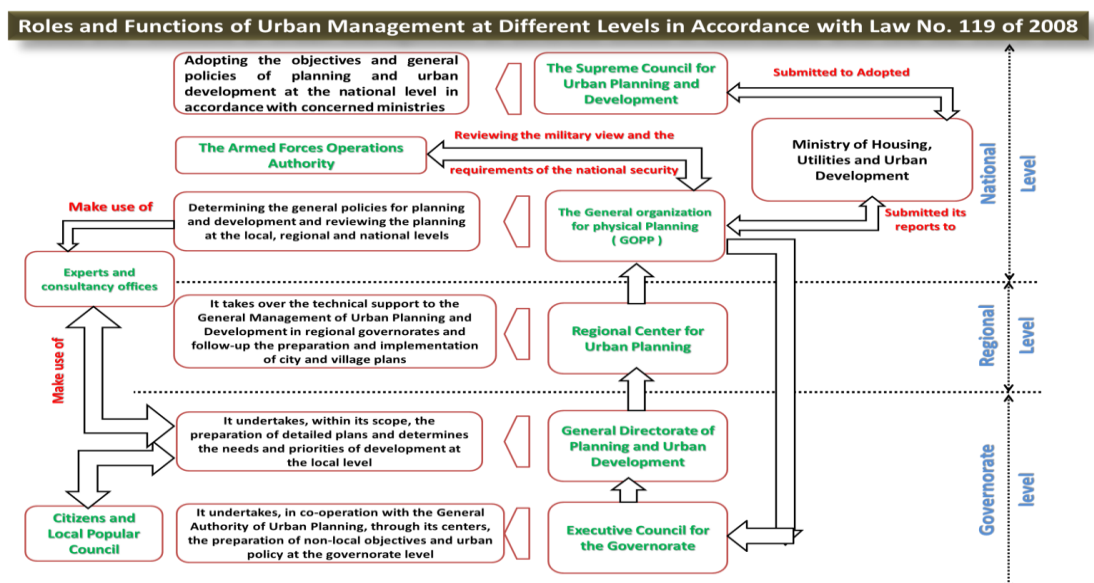 Roles and Functions of Urban Management at Different Levels in Accordance with Law No. 119 of 2008
Adopting the objectives and general
policies of planning and urban
development at the national level in
accordance with concerned ministries
The Supreme Council for
Urban Planning and
Development
Submitted to Adopted
Ministry of Housing,
Utilities and Urban
Development
The Armed Forces Operations
Authority
Reviewing the military view and the
requirements of the national security
National
Level
Make use of
Determining the general policies for planning
and development and reviewing the planning
at the local, regional and national levels
The General organization
for physical Planning
( GOPP )
Submitted its
reports to
Experts and
consultancy offices
It takes over the technical support to the
General Management of Urban Planning and
Development in regional governorates and
follow-up the preparation and implementation
of city and village plans
Regional Center for
Urban Planning
Regional
Level
Make use of
It undertakes, within its scope, the
preparation of detailed plans and determines
the needs and priorities of development at
the local level
General Directorate of
Planning and Urban
Development
Governorate
level
Citizens and
Local Popular
Council
It undertakes, in co-operation with the General
Authority of Urban Planning, through its centers,
the preparation of non-local objectives and urban
policy at the governorate level
Executive Council for
the Governorate